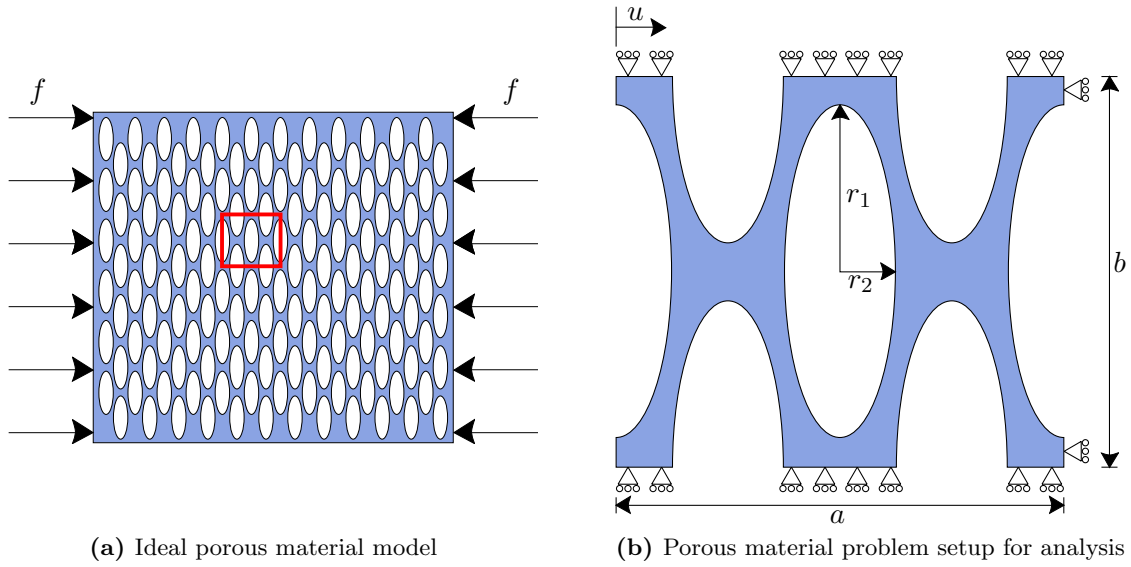 f
f
u
r1
r2
b
a
(a) Ideal porous material model
(b) Porous material problem setup for analysis